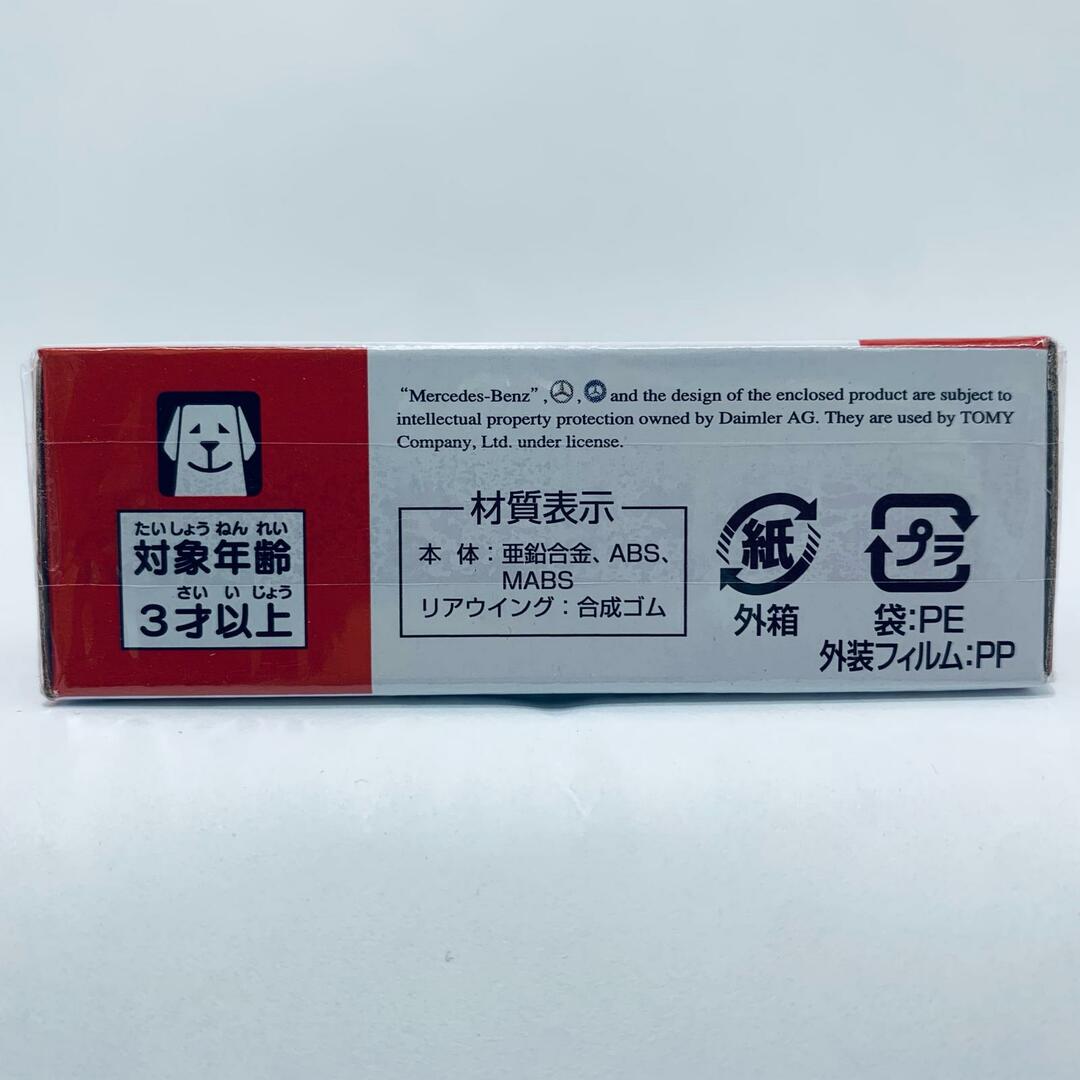 たいしょう ねん れい
対象年齢
さい い じょう
3才以上
“Mercedes-Benz”, , and the design of the enclosed product are subject to
intellectual property protection owned by Daimler AG. They are used by TOMY
Company, Ltd. under license.
材質表示
本 体：亜鉛合金、ABS、
MABS
リアウイング：合成ゴム
紙
外箱
プラ
袋:PE
外装フィルム:PP